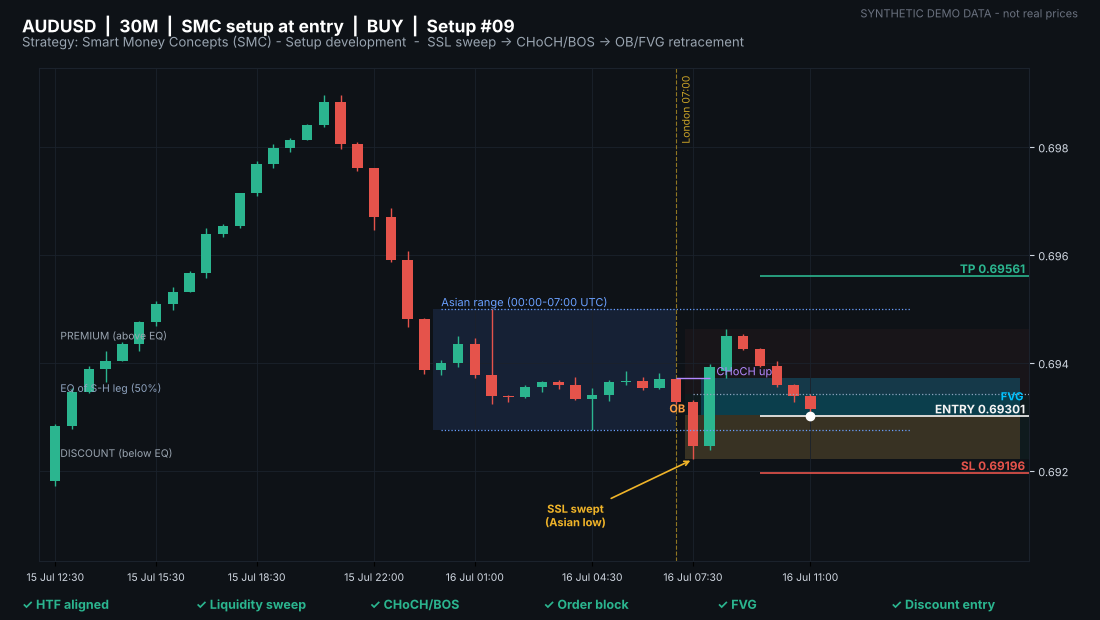 AUDUSD | 30M | SMC setup at entry | BUY | Setup #09
SYNTHETIC DEMO DATA - not real prices
Strategy: Smart Money Concepts (SMC) - Setup development - SSL sweep → CHoCH/BOS → OB/FVG retracement
London 07:00
0.698
0.696
TP 0.69561
Asian range (00:00-07:00 UTC)
PREMIUM (above EQ)
0.694
CHoCH up
EQ of S-H leg (50%)
FVG
OB
ENTRY 0.69301
DISCOUNT (below EQ)
SL 0.69196
0.692
SSL swept
(Asian low)
15 Jul 12:30
15 Jul 15:30
15 Jul 18:30
15 Jul 22:00
16 Jul 01:00
16 Jul 04:30
16 Jul 07:30
16 Jul 11:00
✓ HTF aligned
✓ Liquidity sweep
✓ CHoCH/BOS
✓ Order block
✓ FVG
✓ Discount entry